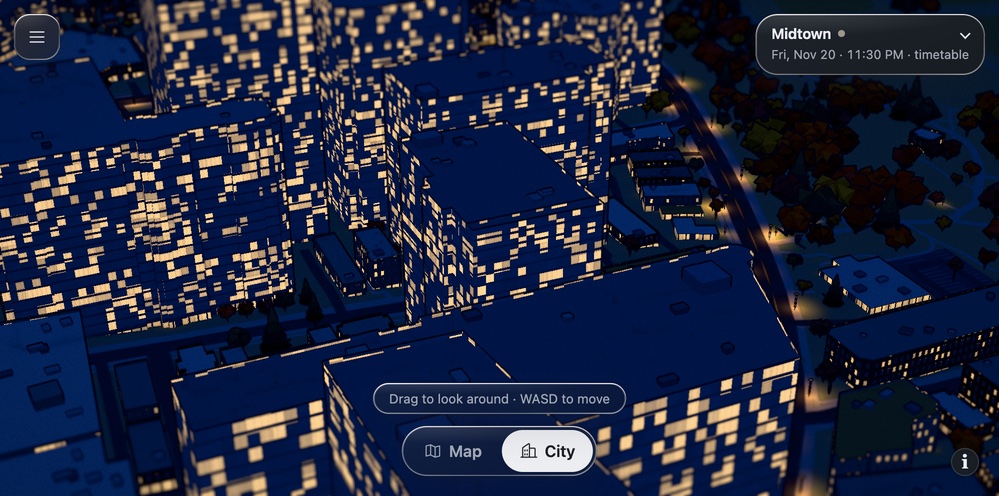 Midtown
Fri, Nov 20 · 11:30 PM · timetable
Drag to look around · WASD to move
Map
City
i